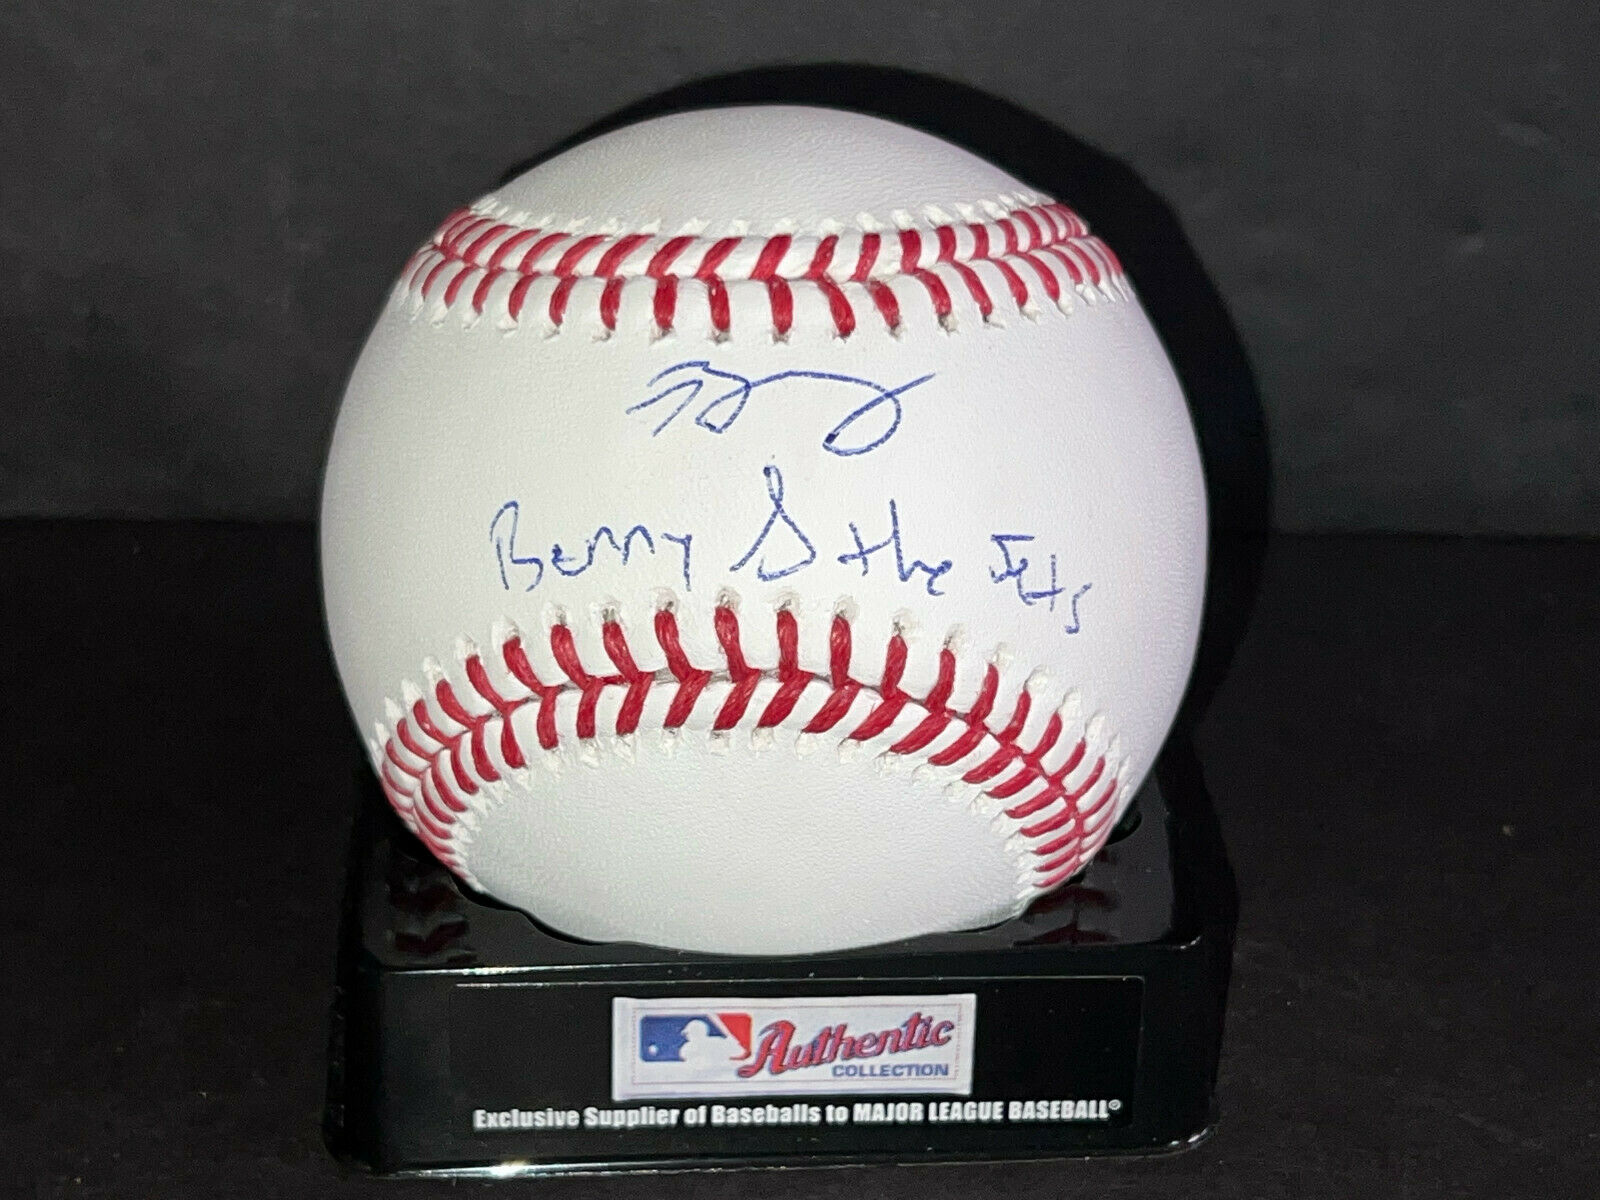 Benny & the Jets
Authentic
COLLECTION
Exclusive Supplier of Baseballs to MAJOR LEAGUE BASEBALL®